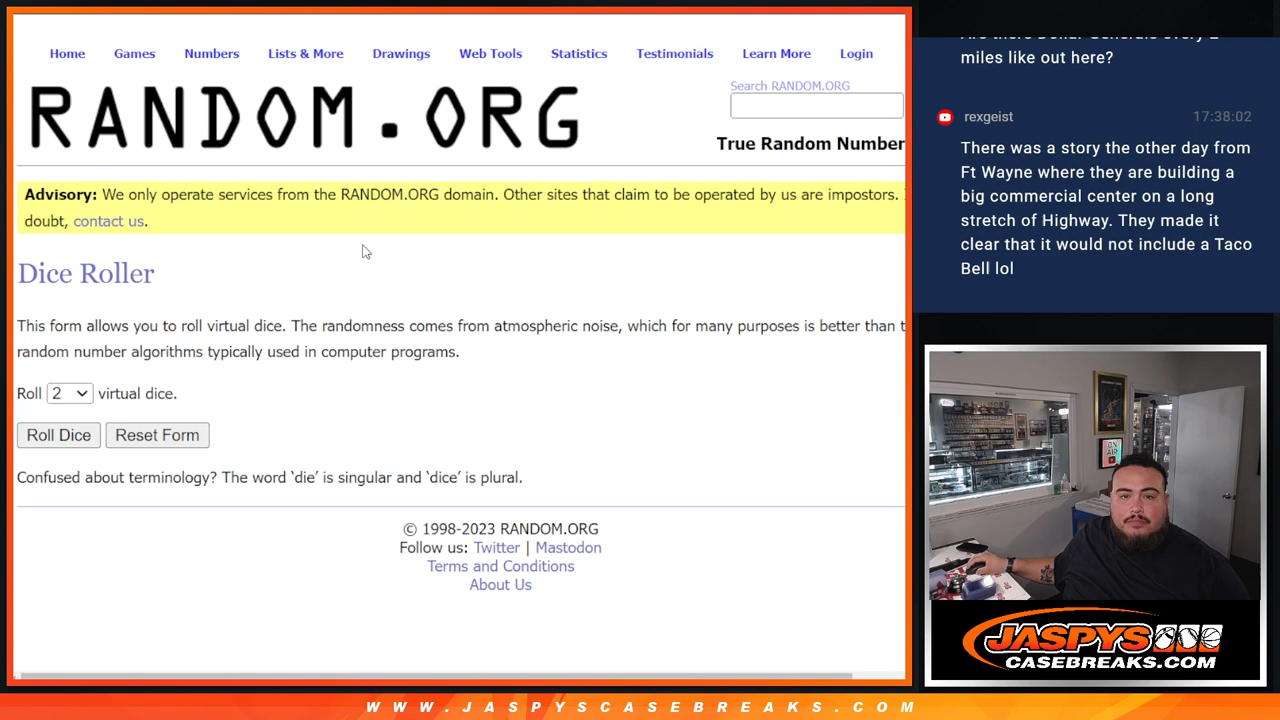 Home Games Numbers Lists & More Drawings Web Tools Statistics Testimonials Learn More Login
RANDOM.ORG
Search RANDOM.ORG
True Random Number
Advisory: We only operate services from the RANDOM.ORG domain. Other sites that claim to be operated by us are impostors.
doubt, contact us.
Dice Roller
This form allows you to roll virtual dice. The randomness comes from atmospheric noise, which for many purposes is better than t
random number algorithms typically used in computer programs.
Roll 2 virtual dice.
Roll Dice Reset Form
Confused about terminology? The word ‘die’ is singular and ‘dice’ is plural.
© 1998-2023 RANDOM.ORG
Follow us: Twitter | Mastodon
Terms and Conditions
About Us
miles like out here?
rexgeist 17:38:02
There was a story the other day from
Ft Wayne where they are building a
big commercial center on a long
stretch of Highway. They made it
clear that it would not include a Taco
Bell lol
ON
AIR
JASPYS
CASEBREAKS.COM
WWW.JASPYSCASEBREAKS.COM